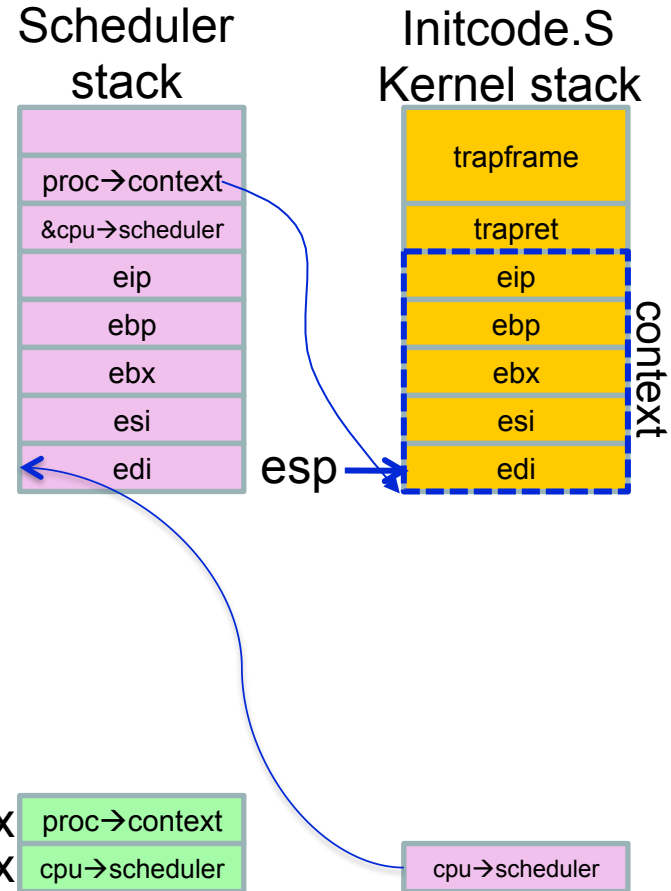 Scheduler
stack
proc→context
&cpu→scheduler
eip
ebp
ebx
esi
edi
Initcode.S
Kernel stack
trapframe
trapret
eip
ebp
ebx
esi
edi
context
esp
x proc→context
x cpu→scheduler
cpu→scheduler